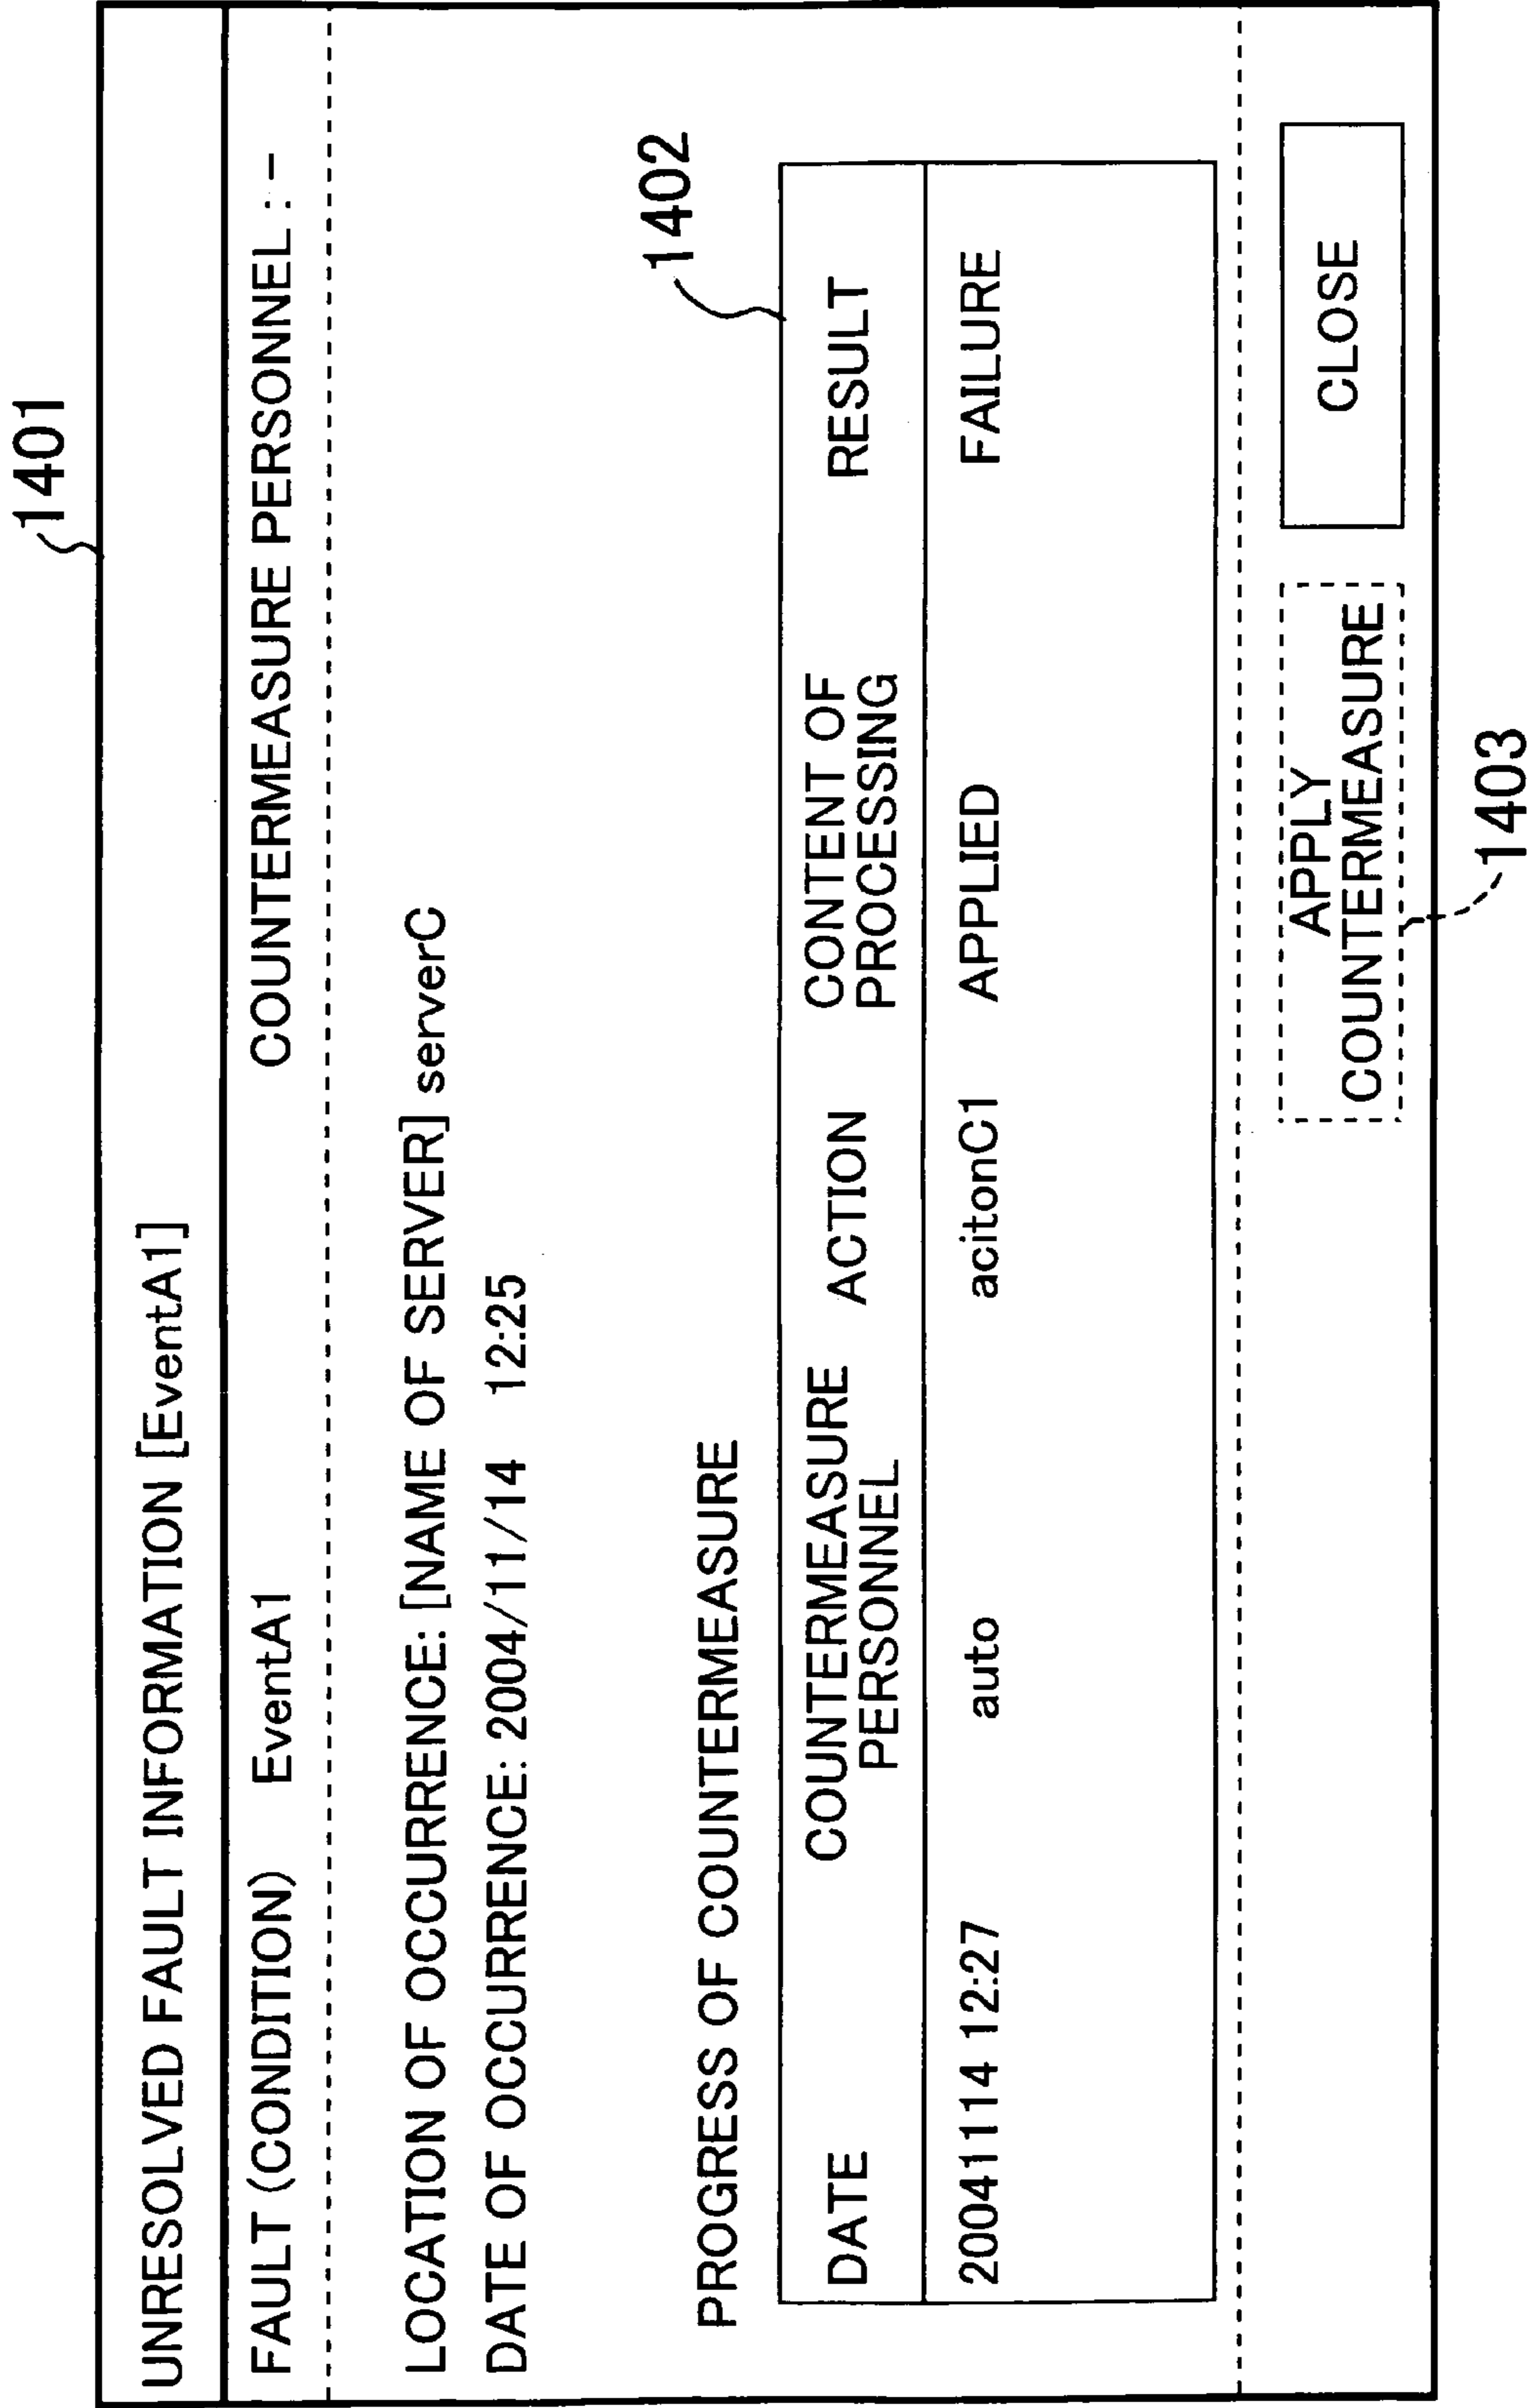 1401
UNRESOLVED FAULT INFORMATION [EventA1]
FAULT (CONDITION) EventA1 COUNTERMEASURE PERSONNEL : -
LOCATION OF OCCURRENCE: [NAME OF SERVER] serverC
DATE OF OCCURRENCE: 2004/11/14 12:25
1402
PROGRESS OF COUNTERMEASURE
DATE COUNTERMEASURE PERSONNEL ACTION CONTENT OF PROCESSING RESULT
20041114 12:27 auto acitonC1 APPLIED FAILURE
APPLY
COUNTERMEASURE
CLOSE
1403